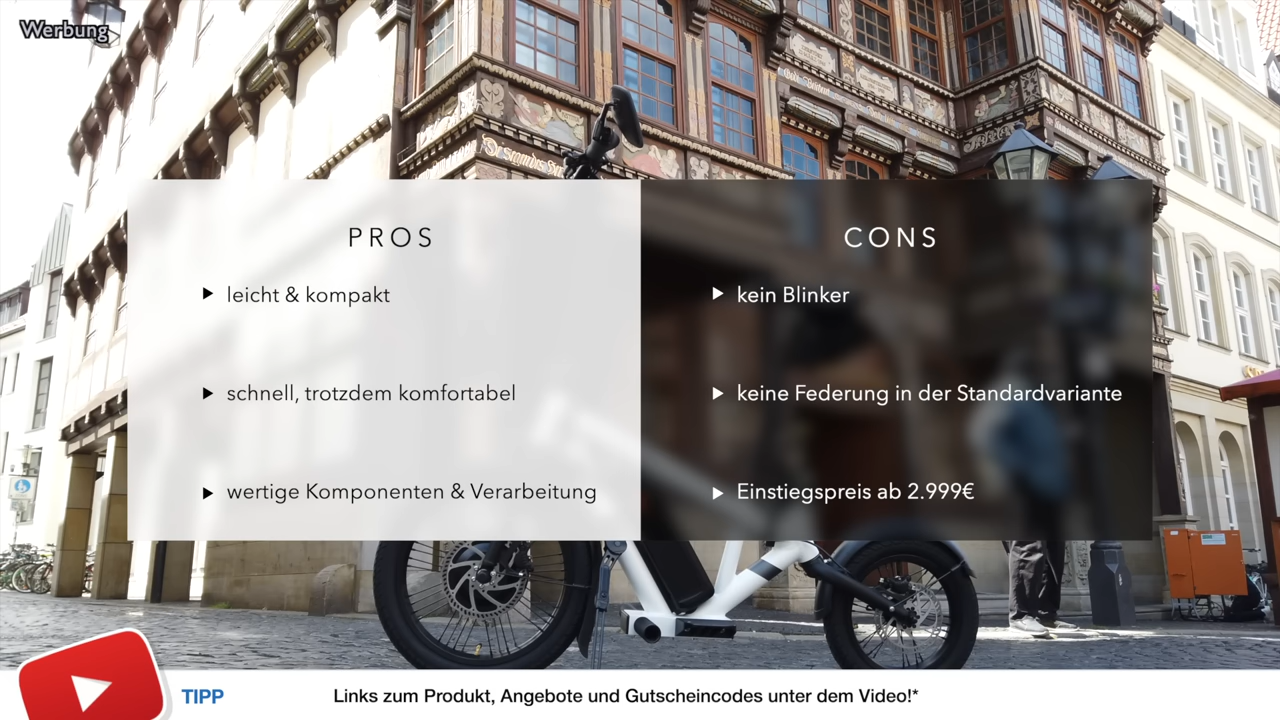 Werbung
PROS
leicht & kompakt
schnell, trotzdem komfortabel
wertige Komponenten & Verarbeitung
CONS
kein Blinker
keine Federung in der Standardvariante
Einstiegspreis ab 2.999€
TIPP
Links zum Produkt, Angebote und Gutscheincodes unter dem Video!*